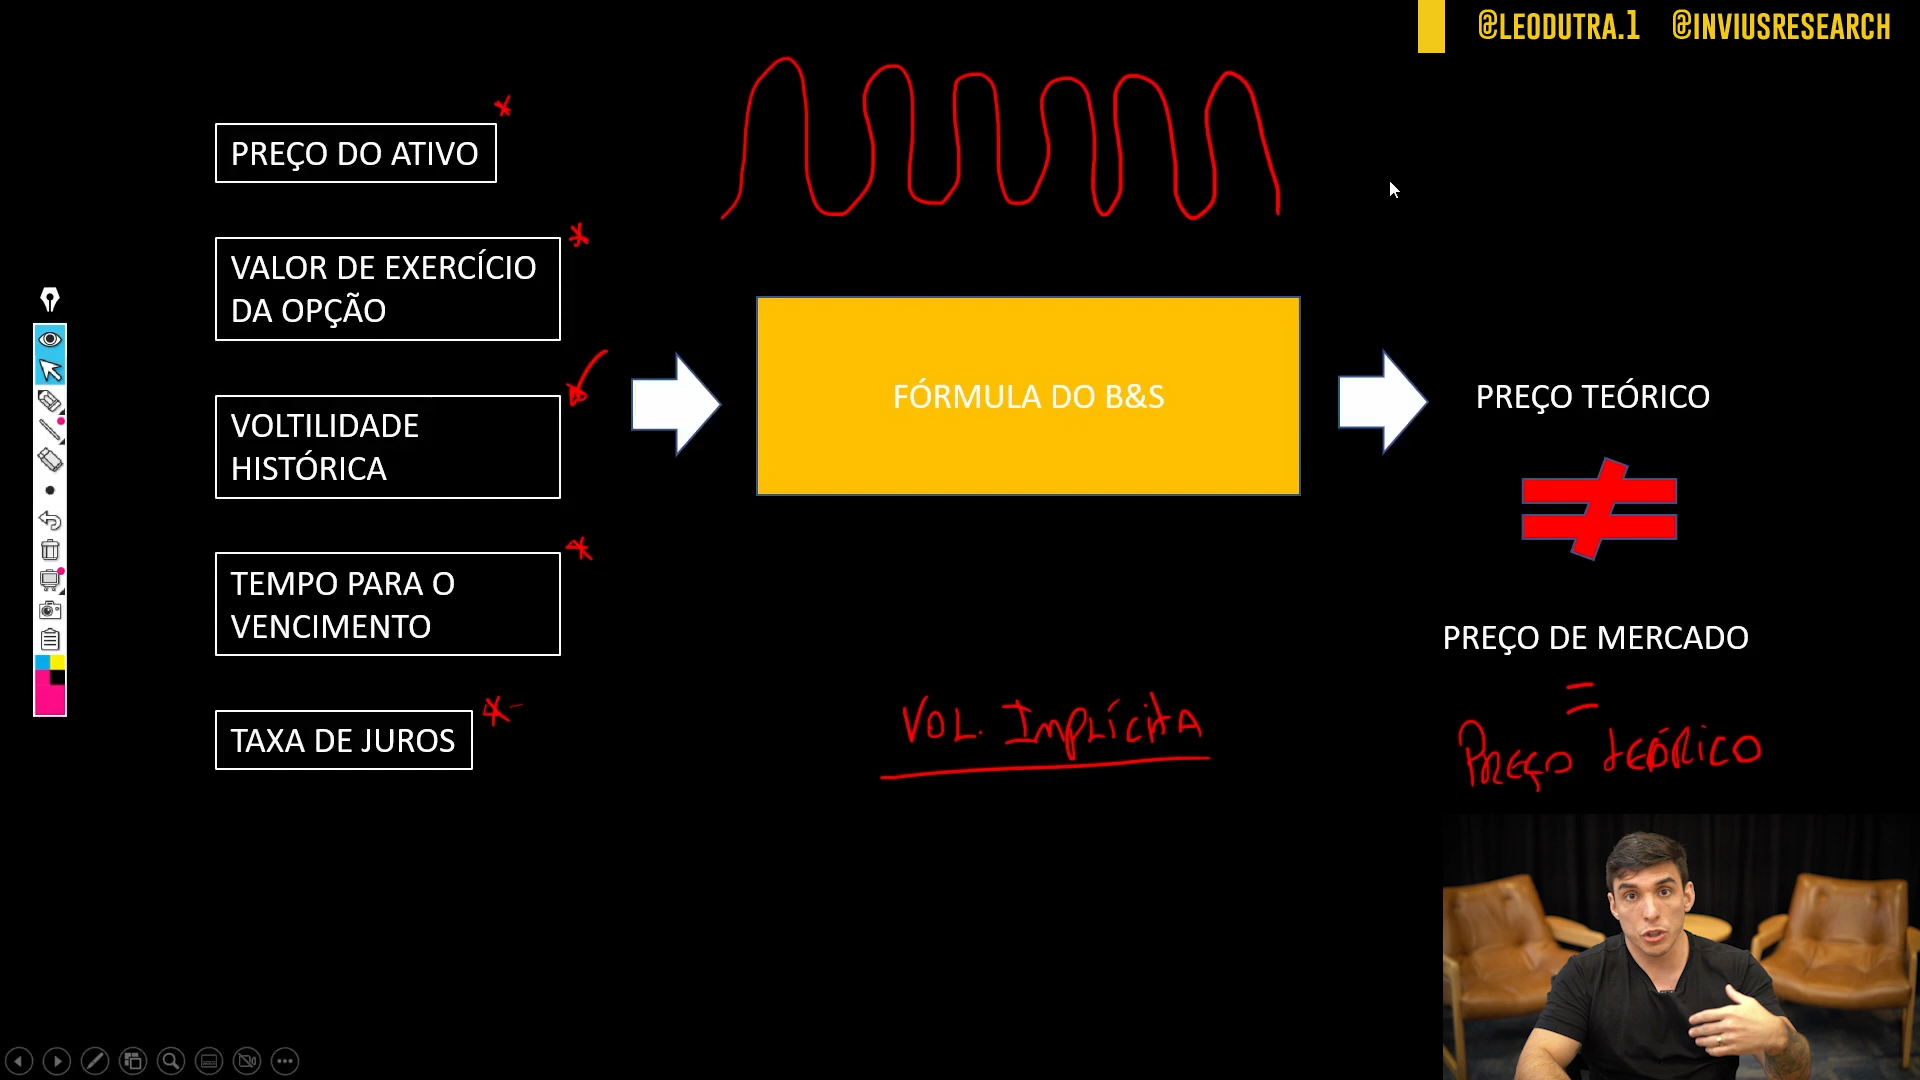 @LEODUTRA.1 @INVIUSRESEARCH
PREÇO DO ATIVO
VALOR DE EXERCÍCIO
DA OPÇÃO
VOLTILIDADE
HISTÓRICA
TEMPO PARA O
VENCIMENTO
TAXA DE JUROS
FÓRMULA DO B&S
VOL. IMPLÍCITA
PREÇO TEÓRICO
≠
PREÇO DE MERCADO
=
PREÇO TEÓRICO